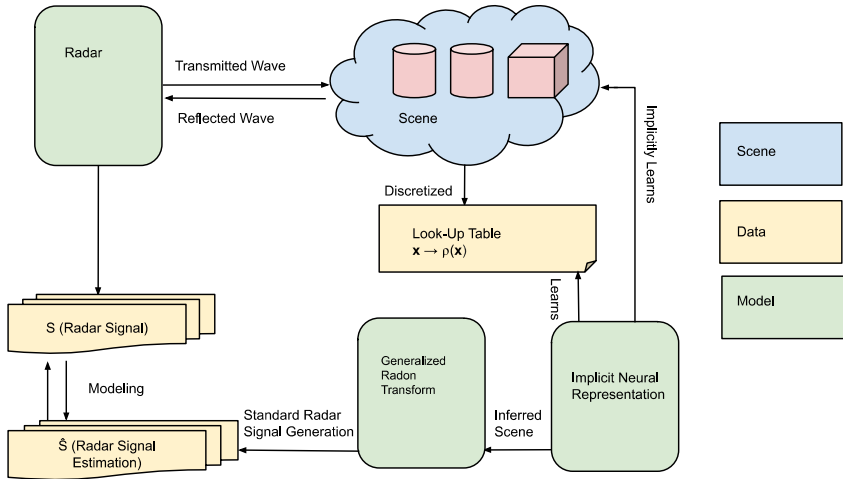 Radar
Transmitted Wave
Reflected Wave
Scene
Implicitly Learns
Discretized
Look-Up Table
x → ρ(x)
Learns
S (Radar Signal)
Modeling
Ŝ (Radar Signal
Estimation)
Standard Radar
Signal Generation
Generalized
Radon
Transform
Inferred
Scene
Implicit Neural
Representation
Scene
Data
Model